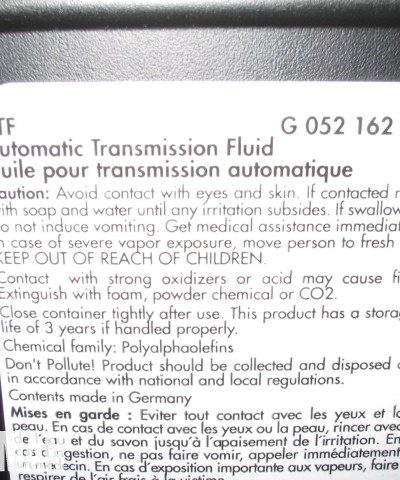 TF G 052 162
utomatic Transmission Fluid
uile pour transmission automatique
aution: Avoid contact with eyes and skin. If contacted r
ith soap and water until any irritation subsides. If swallow
o not induce vomiting. Get medical assistance immediat
n case of severe vapor exposure, move person to fresh
KEEP OUT OF REACH OF CHILDREN.
Contact with strong oxidizers or acid may cause fi
Extinguish with foam, powder chemical or CO2.
Close container tightly after use. This product has a stora
life of 3 years if handled properly.
Chemical family: Polyalphaolefins
Don't Pollute! Product should be collected and disposed o
in accordance with national and local regulations.
Contents made in Germany
Mises en garde : Eviter tout contact avec les yeux et la
peau. En cas de contact avec les yeux ou la peau, rincer avec
de l'eau et du savon jusqu'à l'apaisement de l'irritation. En
cas d'ingestion, ne pas faire vomir, appeler immédiatement
un médecin. En cas d'exposition importante aux vapeurs, faire
respirer de l'air frais à la victime.